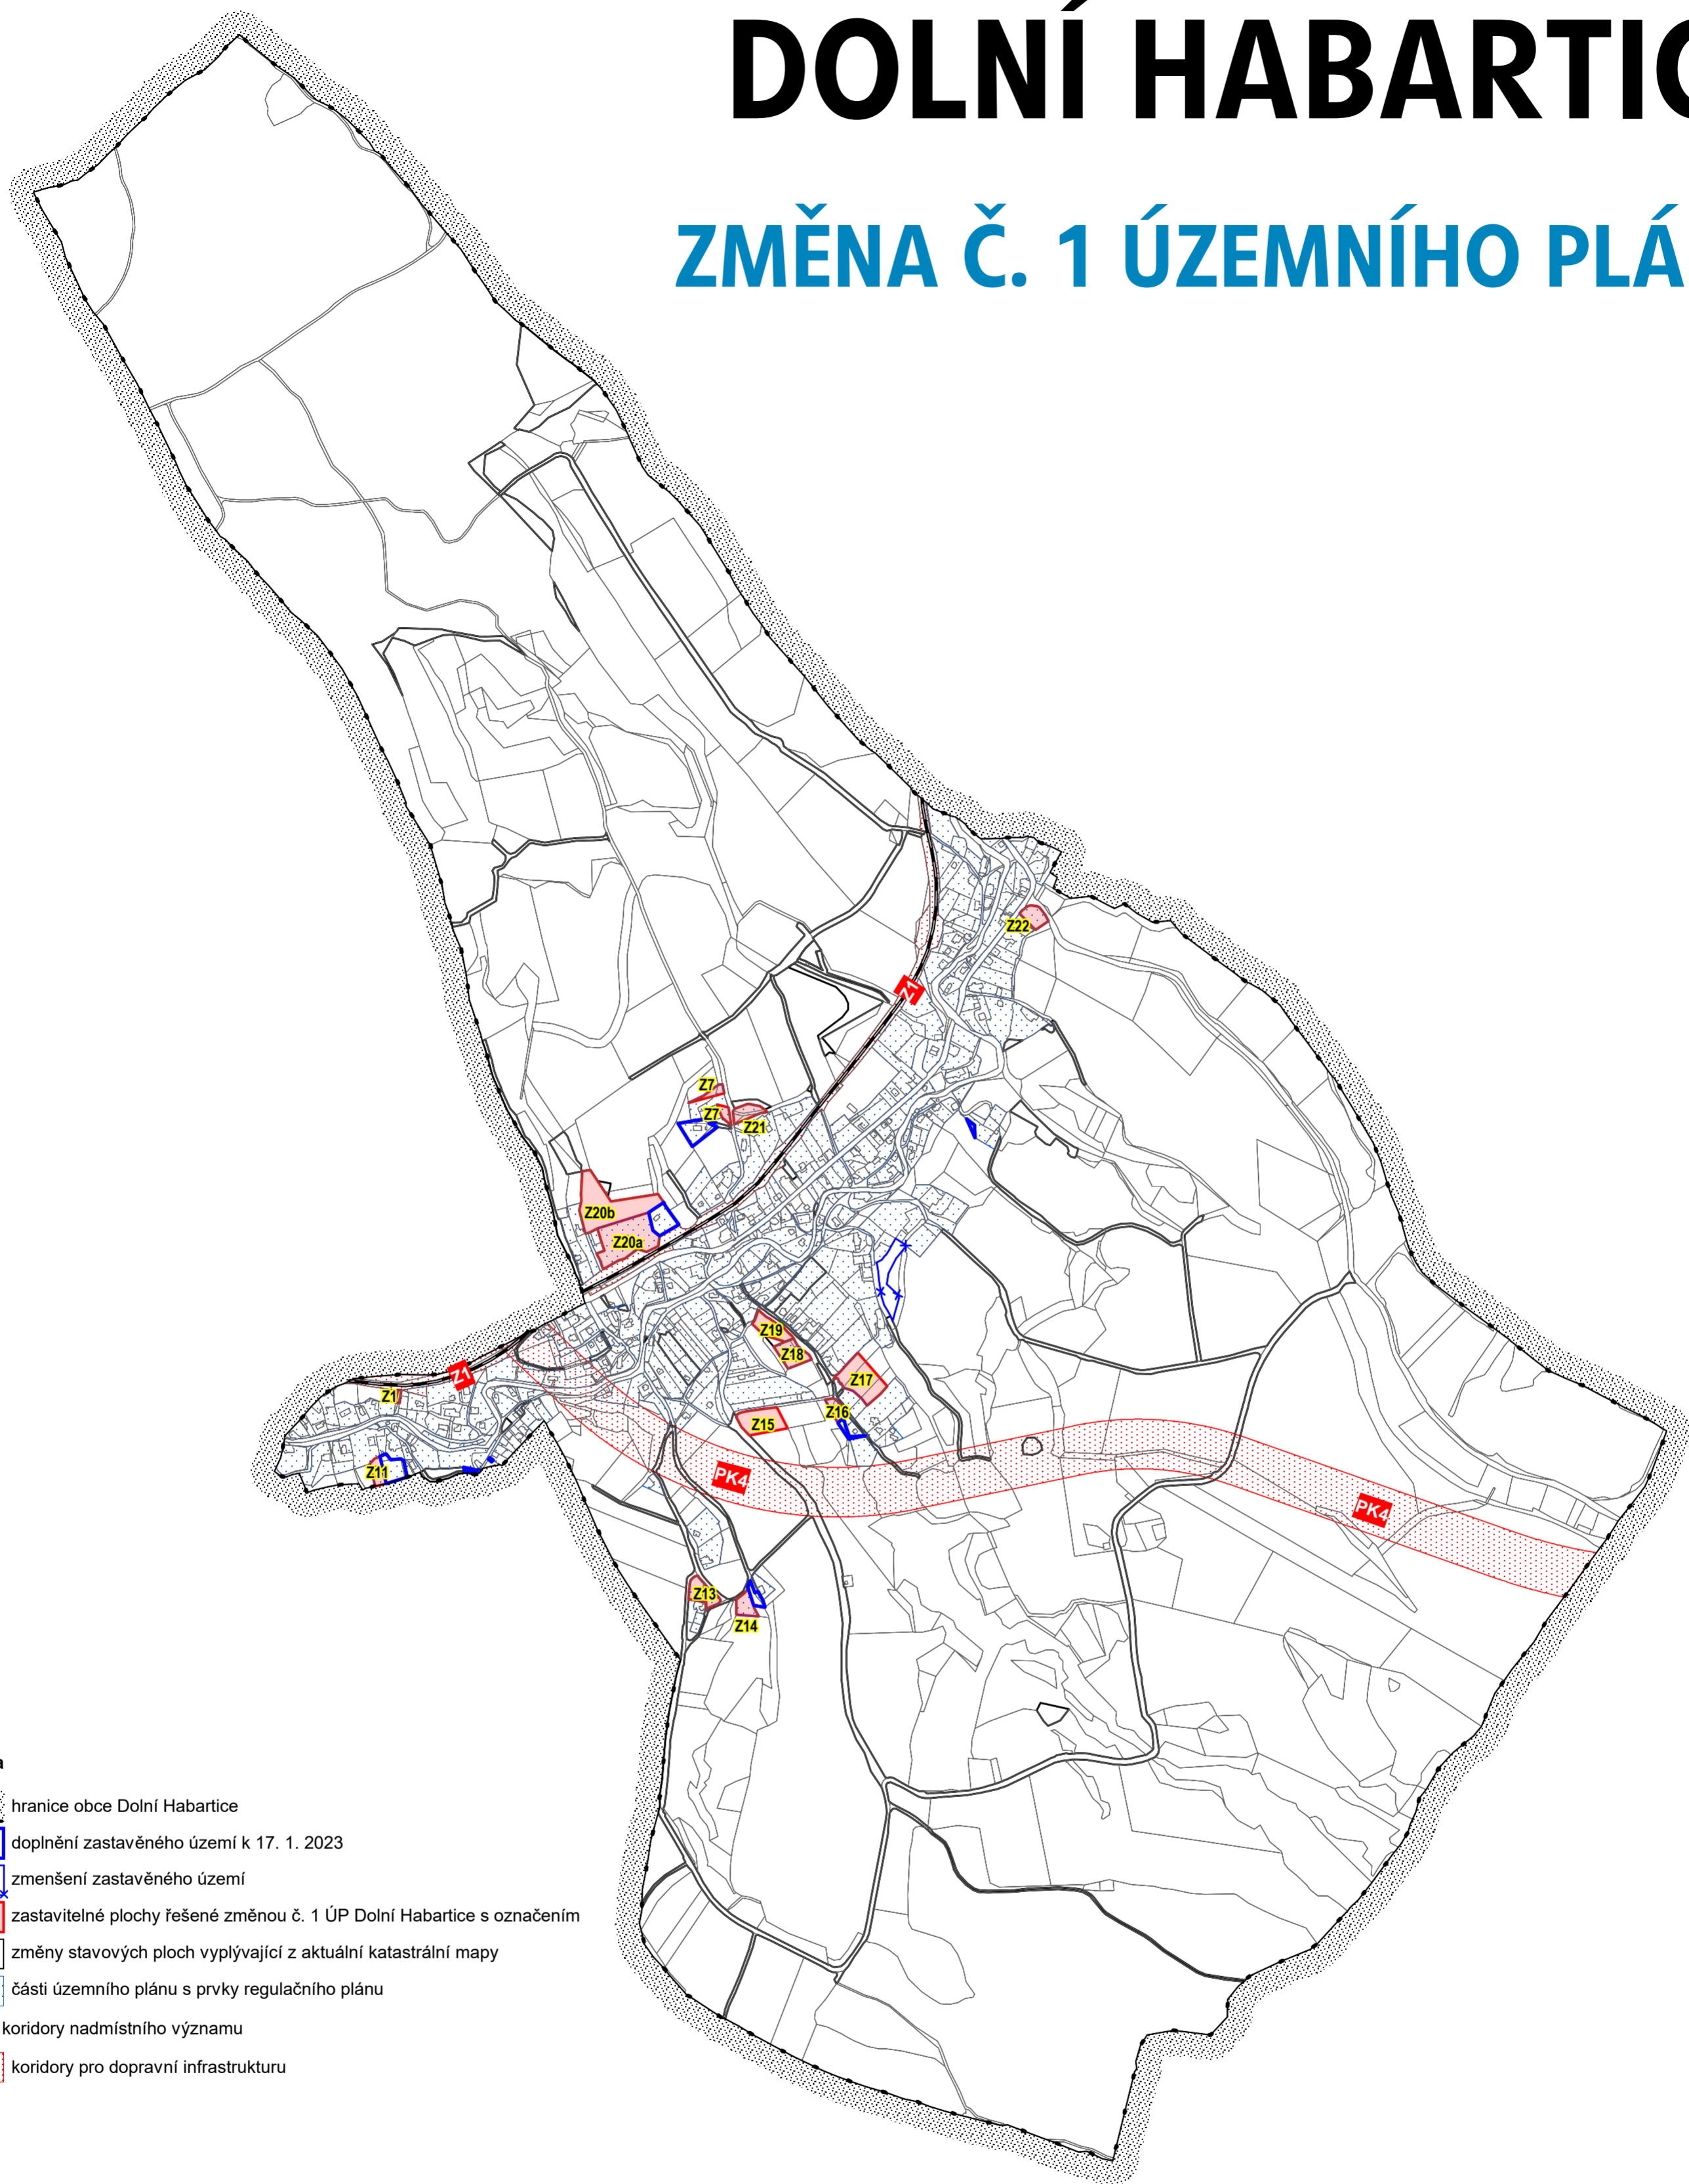 DOLNÍ HABARTIC
ZMĚNA Č. 1 ÚZEMNÍHO PLÁ
Z22
Z1
Z7
Z7
Z21
Z20b
Z20a
Z19
Z18
Z1
Z17
Z1
Z16
Z15
Z11
PK4
PK4
Z13
Z14
a
hranice obce Dolní Habartice
doplnění zastavěného území k 17. 1. 2023
zmenšení zastavěného území
zastavitelné plochy řešené změnou č. 1 ÚP Dolní Habartice s označením
změny stavových ploch vyplývající z aktuální katastrální mapy
části územního plánu s prvky regulačního plánu
koridory nadmístního významu
koridory pro dopravní infrastrukturu